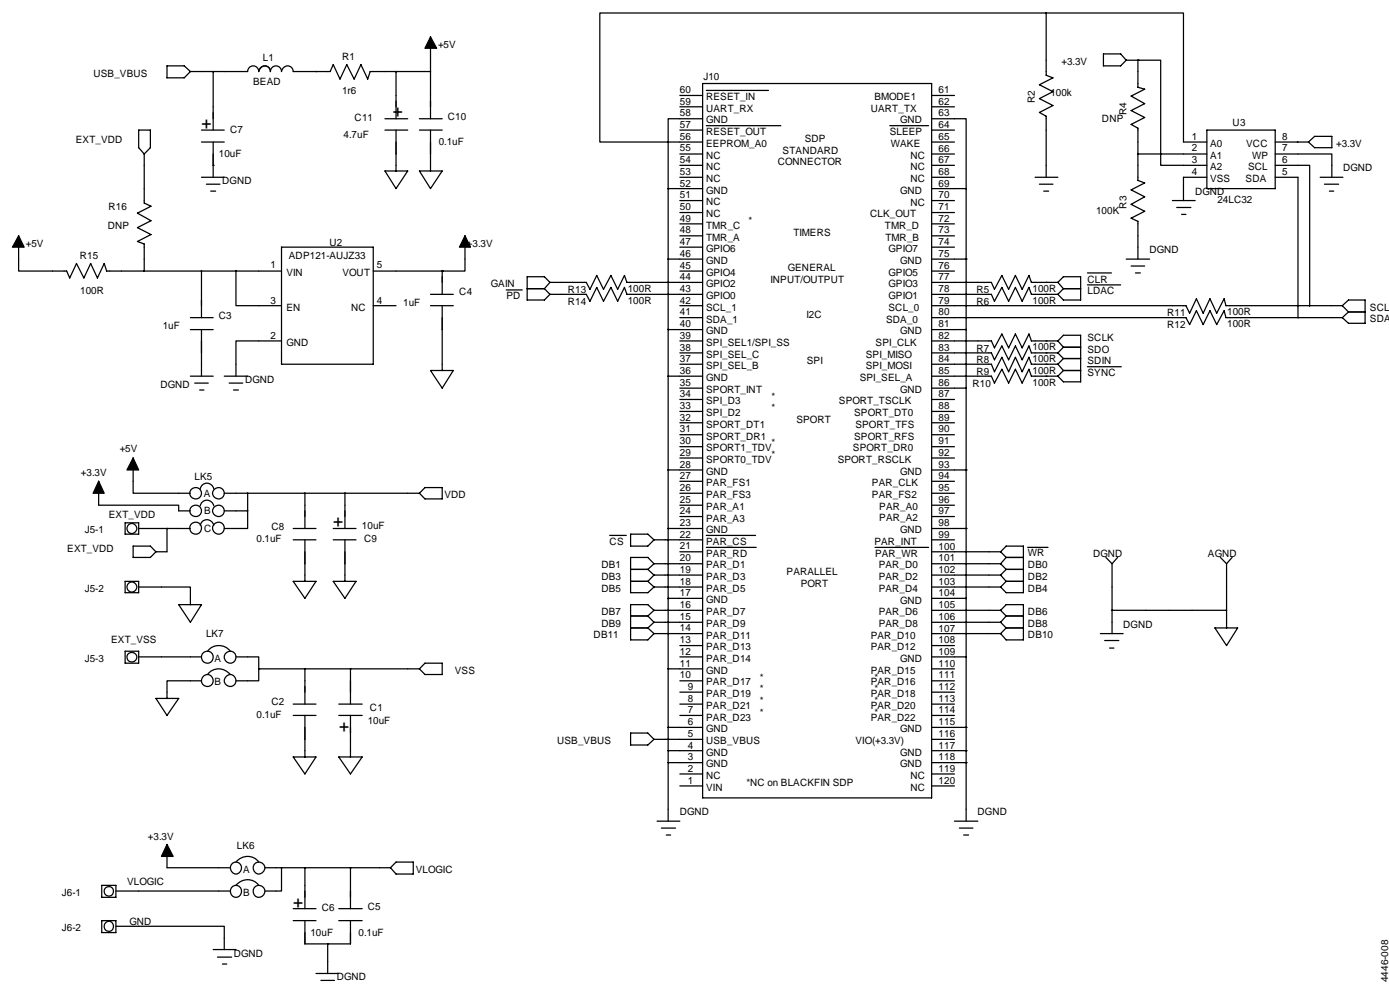 USB_VBUS
L1
BEAD
R1
1r6
+5V
C7
10uF
DGND
C11
4.7uF
C10
0.1uF
EXT_VDD
R16
DNP
+5V
R15
100R
U2
ADP121-AUJZ33
1 VIN VOUT 5
3 EN NC 4
2 GND
+3.3V
C3
1uF
1uF
C4
DGND
DGND
+5V
+3.3V
LK5
A
B
C
EXT_VDD
J5-1
EXT_VDD
C8
0.1uF
10uF
C9
VDD
J5-2
EXT_VSS
LK7
J5-3
A
B
VSS
C2
0.1uF
C1
10uF
+3.3V
LK6
A
B
VLOGIC
J6-1
VLOGIC
J6-2
GND
DGND
C6
10uF
C5
0.1uF
DGND
J10
60 RESET_IN
59 UART_RX
58 GND
57 RESET_OUT
56 EEPROM_A0
55 NC
54 NC
53 NC
52 GND
51 NC
50 NC
49 TMR_C *
48 TMR_A
47 GPIO6
46 GND
45 GPIO4
44 GPIO2
43 GPIO0
42 SCL_1
41 SDA_1
40 GND
39 SPI_SEL1/SPI_SS
38 SPI_SEL_C
37 SPI_SEL_B
36 GND
35 SPORT_INT
34 SPI_D3 *
33 SPI_D2 *
32 SPORT_DT1
31 SPORT_DR1
30 SPORT1_TDV *
29 SPORT0_TDV *
28 GND
27 PAR_FS1
26 PAR_FS3
25 PAR_A1
24 PAR_A3
23 GND
22 PAR_CS
21 PAR_RD
20 PAR_D1
19 PAR_D3
18 PAR_D5
17 GND
16 PAR_D7
15 PAR_D9
14 PAR_D11
13 PAR_D13
12 PAR_D14
11 GND
10 PAR_D17 *
9 PAR_D19 *
8 PAR_D21 *
7 PAR_D23 *
6 GND
5 USB_VBUS
4 GND
3 GND
2 NC
1 VIN
SDP
STANDARD
CONNECTOR
TIMERS
GENERAL
INPUT/OUTPUT
I2C
SPI
SPORT
PARALLEL
PORT
*NC on BLACKFIN SDP
BMODE1 61
UART_TX 62
GND 63
SLEEP 64
WAKE 65
NC 66
NC 67
NC 68
GND 69
NC 70
CLK_OUT 71
TMR_D 72
TMR_B 73
GPIO7 74
GND 75
GPIO5 76
GPIO3 77
GPIO1 78
SCL_0 79
SDA_0 80
GND 81
SPI_CLK 82
SPI_MISO 83
SPI_MOSI 84
SPI_SEL_A 85
GND 86
SPORT_TSCLK 87
SPORT_DT0 88
SPORT_TFS 89
SPORT_RFS 90
SPORT_DR0 91
SPORT_RSCLK 92
GND 93
PAR_CLK 94
PAR_FS2 95
PAR_A0 96
PAR_A2 97
GND 98
PAR_INT 99
PAR_WR 100
PAR_D0 101
PAR_D2 102
PAR_D4 103
GND 104
PAR_D6 105
PAR_D8 106
PAR_D10 107
PAR_D12 108
GND 109
PAR_D15 110
PAR_D16 111
PAR_D18 112
PAR_D20 113
PAR_D22 114
GND 115
VIO(+3.3V) 116
GND 117
GND 118
NC 119
NC 120
GAIN
PD
R13 100R
R14 100R
CS
DB1
DB3
DB5
DB7
DB9
DB11
USB_VBUS
DGND
DGND
R5 100R CLR
R6 100R LDAC
R11 100R SCL
R12 100R SDA
SCLK
R7 100R SDO
R8 100R SDIN
R9 100R SYNC
R10 100R
WR
DB0
DB2
DB4
DB6
DB8
DB10
R2
100k
+3.3V
R4
DNP
R3
100K
DGND
U3
1 A0 VCC 8
2 A1 WP 7
3 A2 SCL 6
4 VSS SDA 5
24LC32
DGND
+3.3V
DGND
DGND
AGND
DGND
4446-008